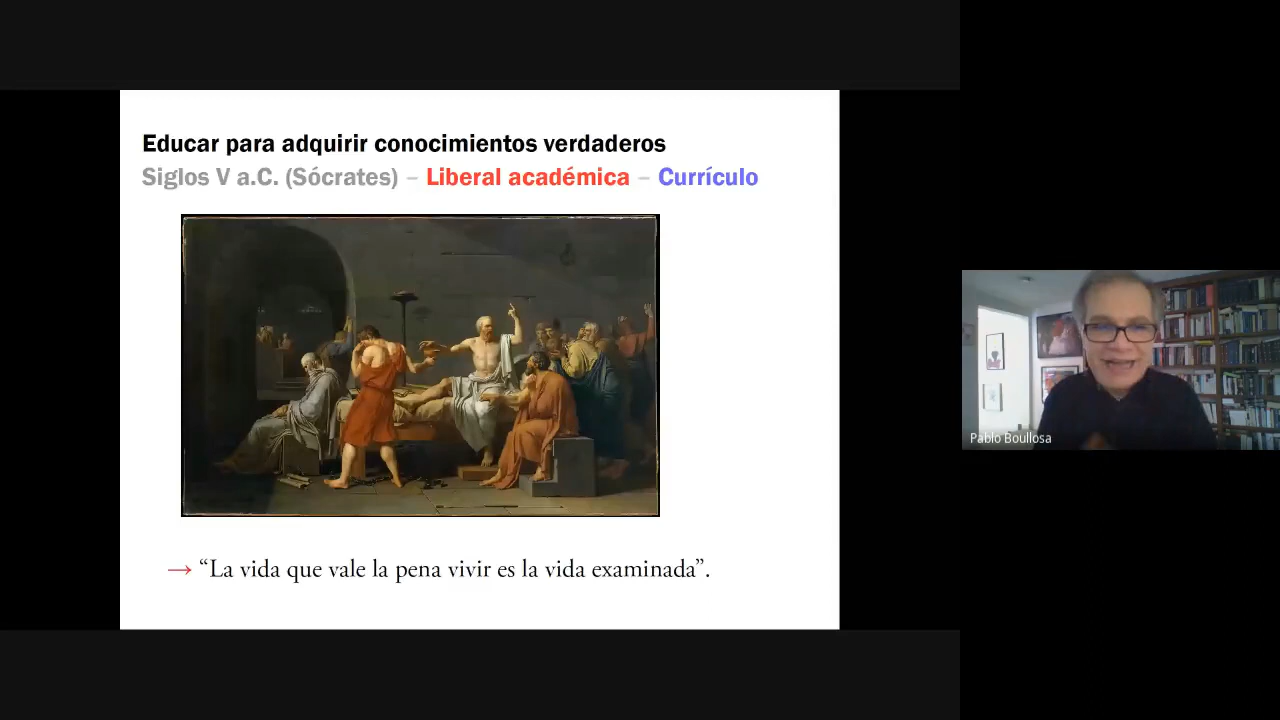 Educar para adquirir conocimientos verdaderos
Siglos V a.C. (Sócrates) – Liberal académica – Currículo
→ “La vida que vale la pena vivir es la vida examinada”.
Pablo Boullosa